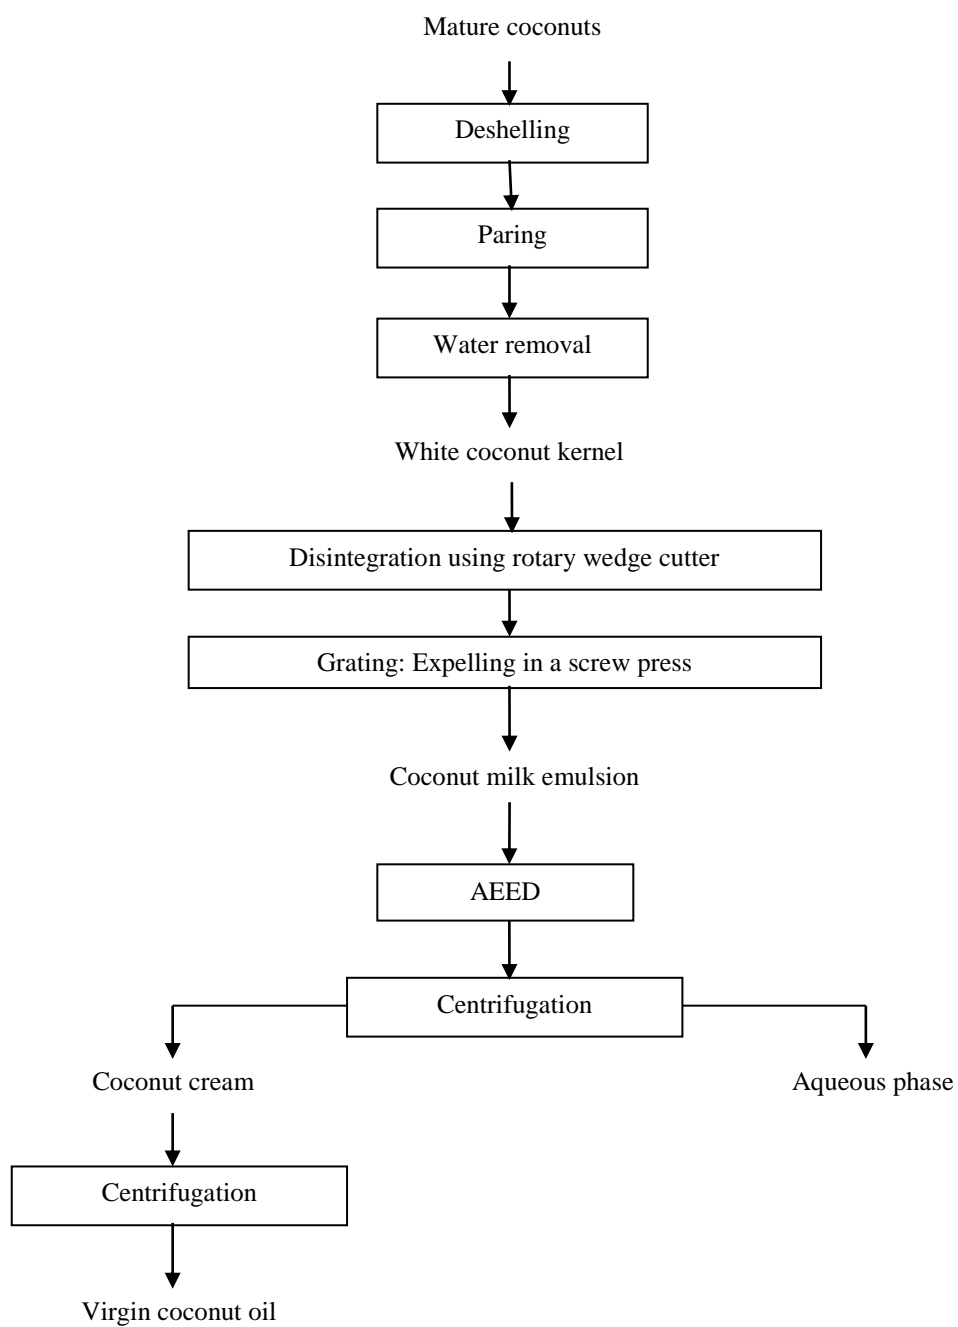 Mature coconuts
Deshelling
Paring
Water removal
White coconut kernel
Disintegration using rotary wedge cutter
Grating: Expelling in a screw press
Coconut milk emulsion
AEED
Centrifugation
Coconut cream
Aqueous phase
Centrifugation
Virgin coconut oil